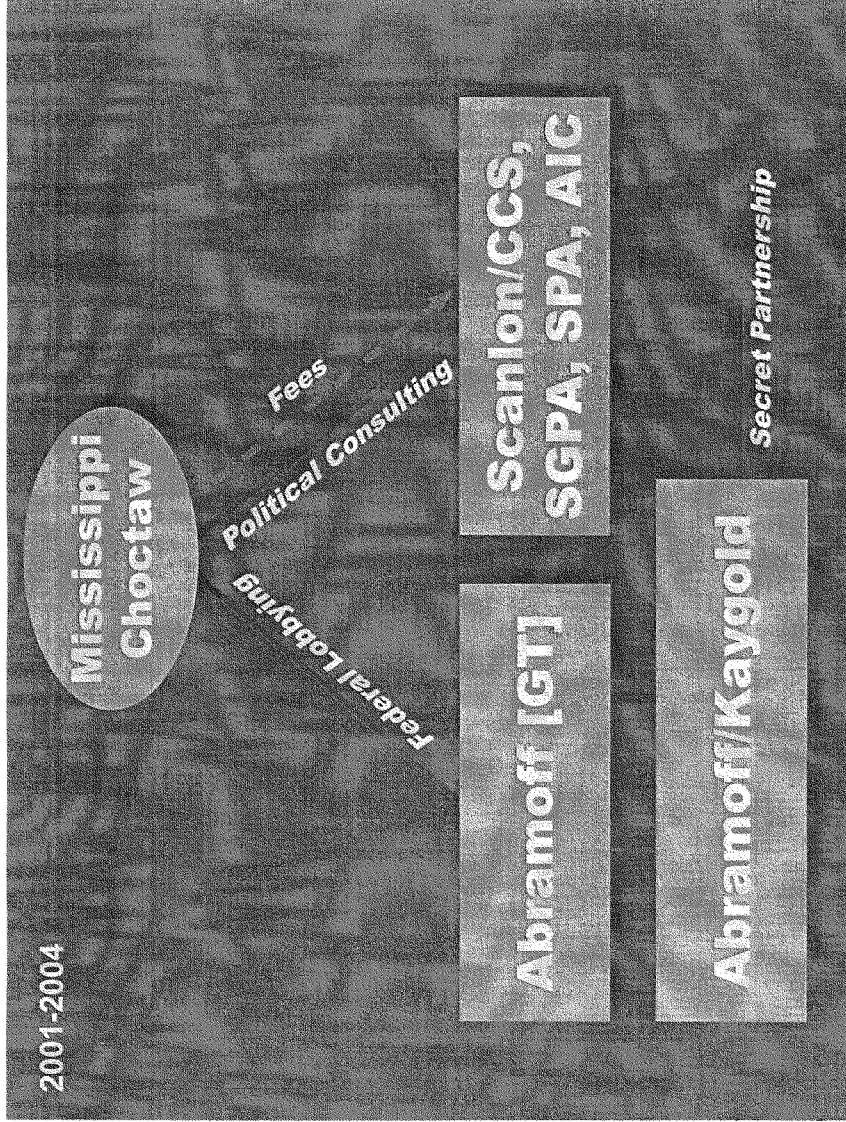 2001-2004
Mississippi
Choctaw
Fees
Political Consulting
Federal Lobbying
Abramoff [GT]
Scanlon/CCS,
SGPA, SPA, AIC
Abramoff/Kaygold
Secret Partnership